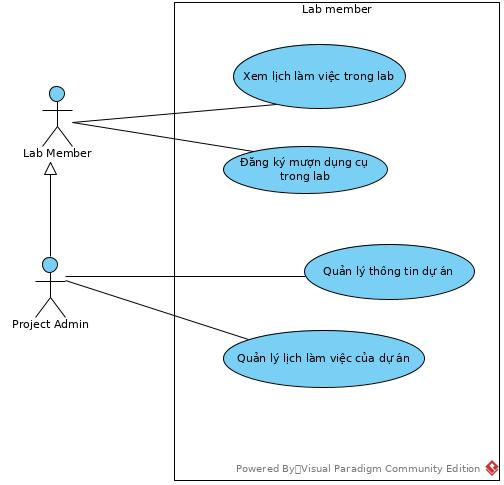 Lab member
Xem lịch làm việc trong lab
Lab Member
Đăng ký mượn dụng cụ
trong lab
Project Admin
Quản lý thông tin dự án
Quản lý lịch làm việc của dự án
Powered By Visual Paradigm Community Edition